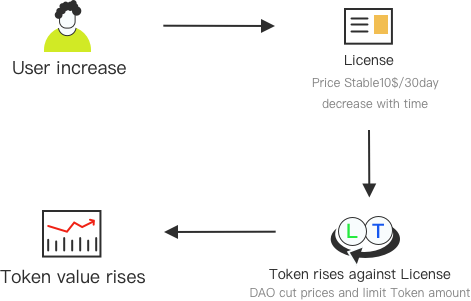 User increase
License
Price Stable10$/30day
decrease with time
L T
Token rises against License
DAO cut prices and limit Token amount
Token value rises